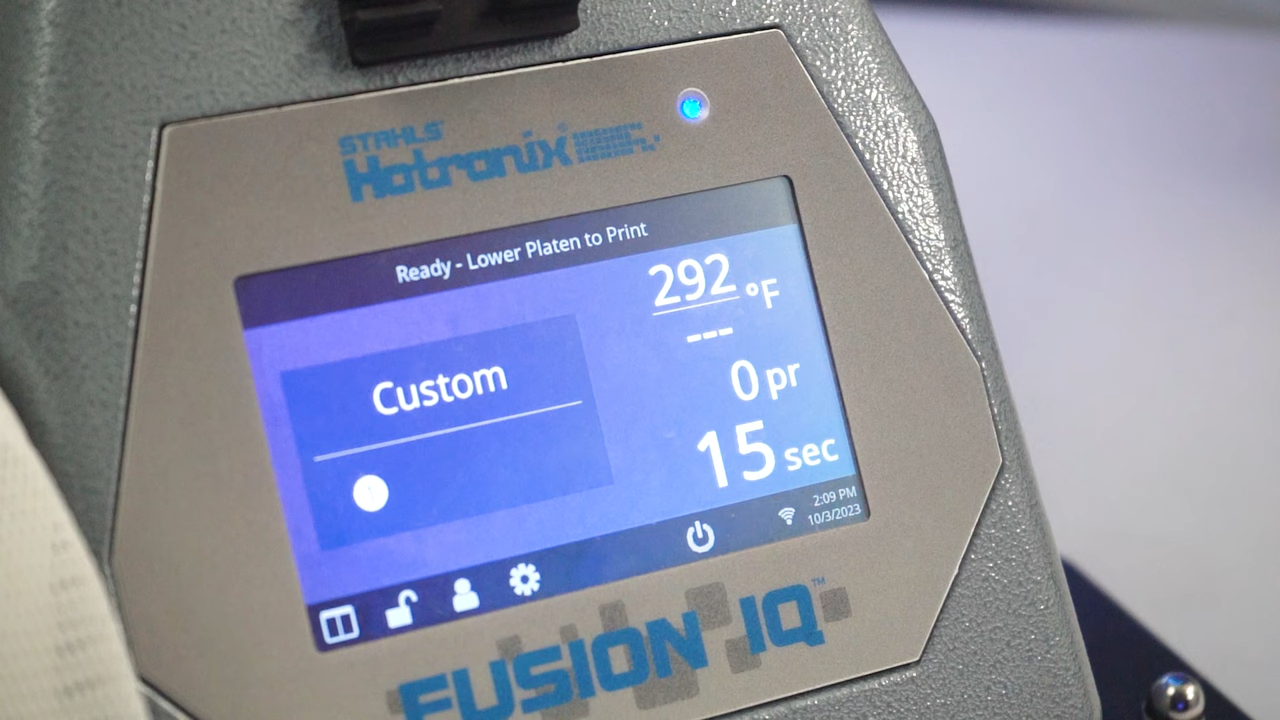 STAHLS'
Hotronix®
Ready - Lower Platen to Print
292 °F
---
0 pr
15 sec
Custom
2:09 PM
10/3/2023
FUSION IQ™